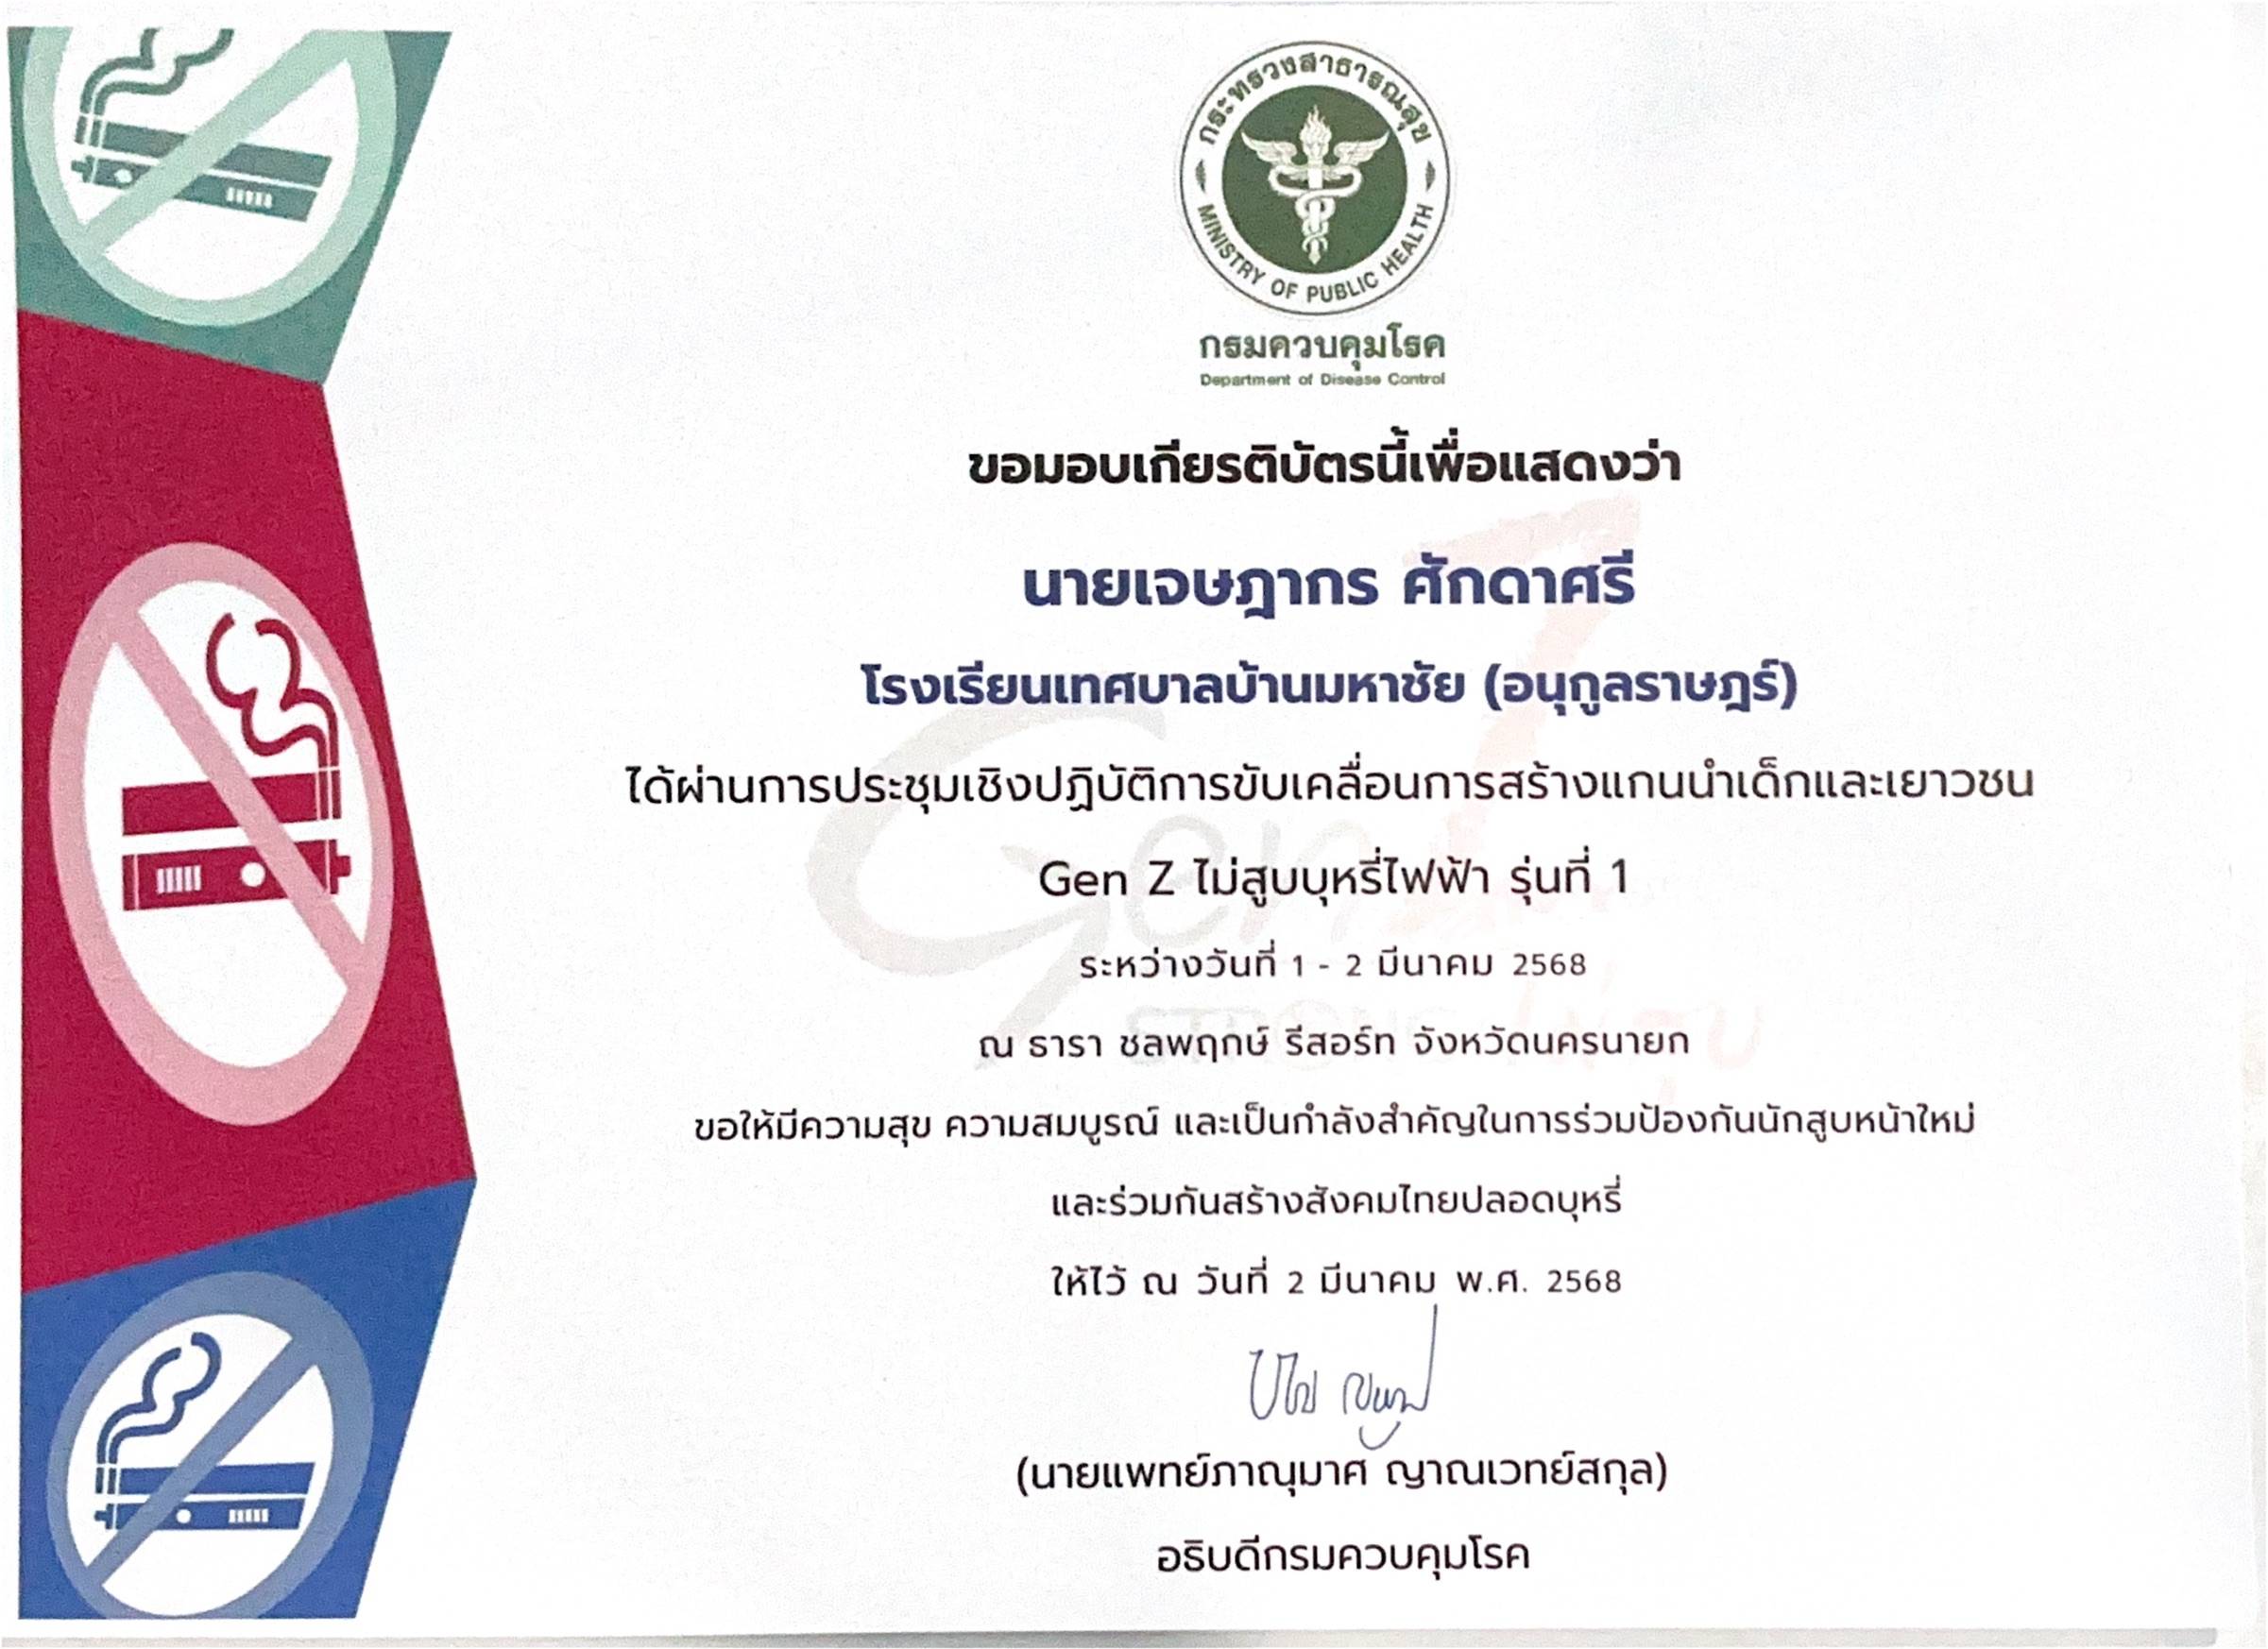 กระทรวงสาธารณสุข
MINISTRY OF PUBLIC HEALTH
กรมควบคุมโรค
Department of Disease Control
ขอมอบเกียรติบัตรนี้เพื่อแสดงว่า
นายเจษฎากร ศักดาศรี
โรงเรียนเทศบาลบ้านมหาชัย (อนุกูลราษฎร์)
ได้ผ่านการประชุมเชิงปฏิบัติการขับเคลื่อนการสร้างแกนนำเด็กและเยาวชน
Gen Z ไม่สูบบุหรี่ไฟฟ้า รุ่นที่ 1
ระหว่างวันที่ 1 - 2 มีนาคม 2568
ณ ธารา ชลพฤกษ์ รีสอร์ท จังหวัดนครนายก
ขอให้มีความสุข ความสมบูรณ์ และเป็นกำลังสำคัญในการร่วมป้องกันนักสูบหน้าใหม่
และร่วมกันสร้างสังคมไทยปลอดบุหรี่
ให้ไว้ ณ วันที่ 2 มีนาคม พ.ศ. 2568
(นายแพทย์ภาณุมาศ ญาณเวทย์สกุล)
อธิบดีกรมควบคุมโรค